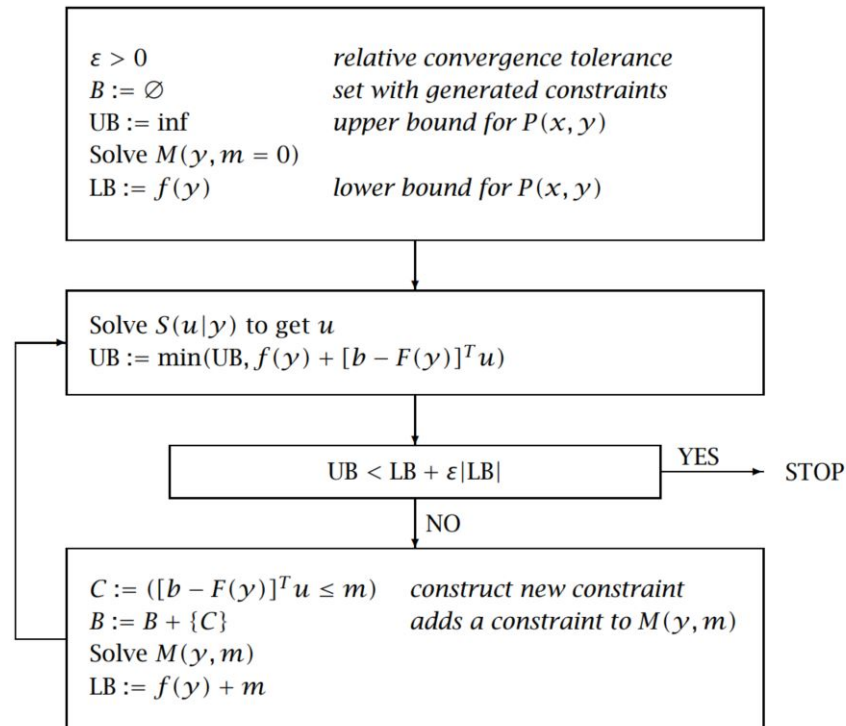 ε > 0 relative convergence tolerance
B := ∅ set with generated constraints
UB := inf upper bound for P(x, y)
Solve M(y, m = 0)
LB := f(y) lower bound for P(x, y)
Solve S(u|y) to get u
UB := min(UB, f(y) + [b − F(y)]ᵀu)
UB < LB + ε|LB|
YES
STOP
NO
C := ([b − F(y)]ᵀu ≤ m) construct new constraint
B := B + {C} adds a constraint to M(y, m)
Solve M(y, m)
LB := f(y) + m